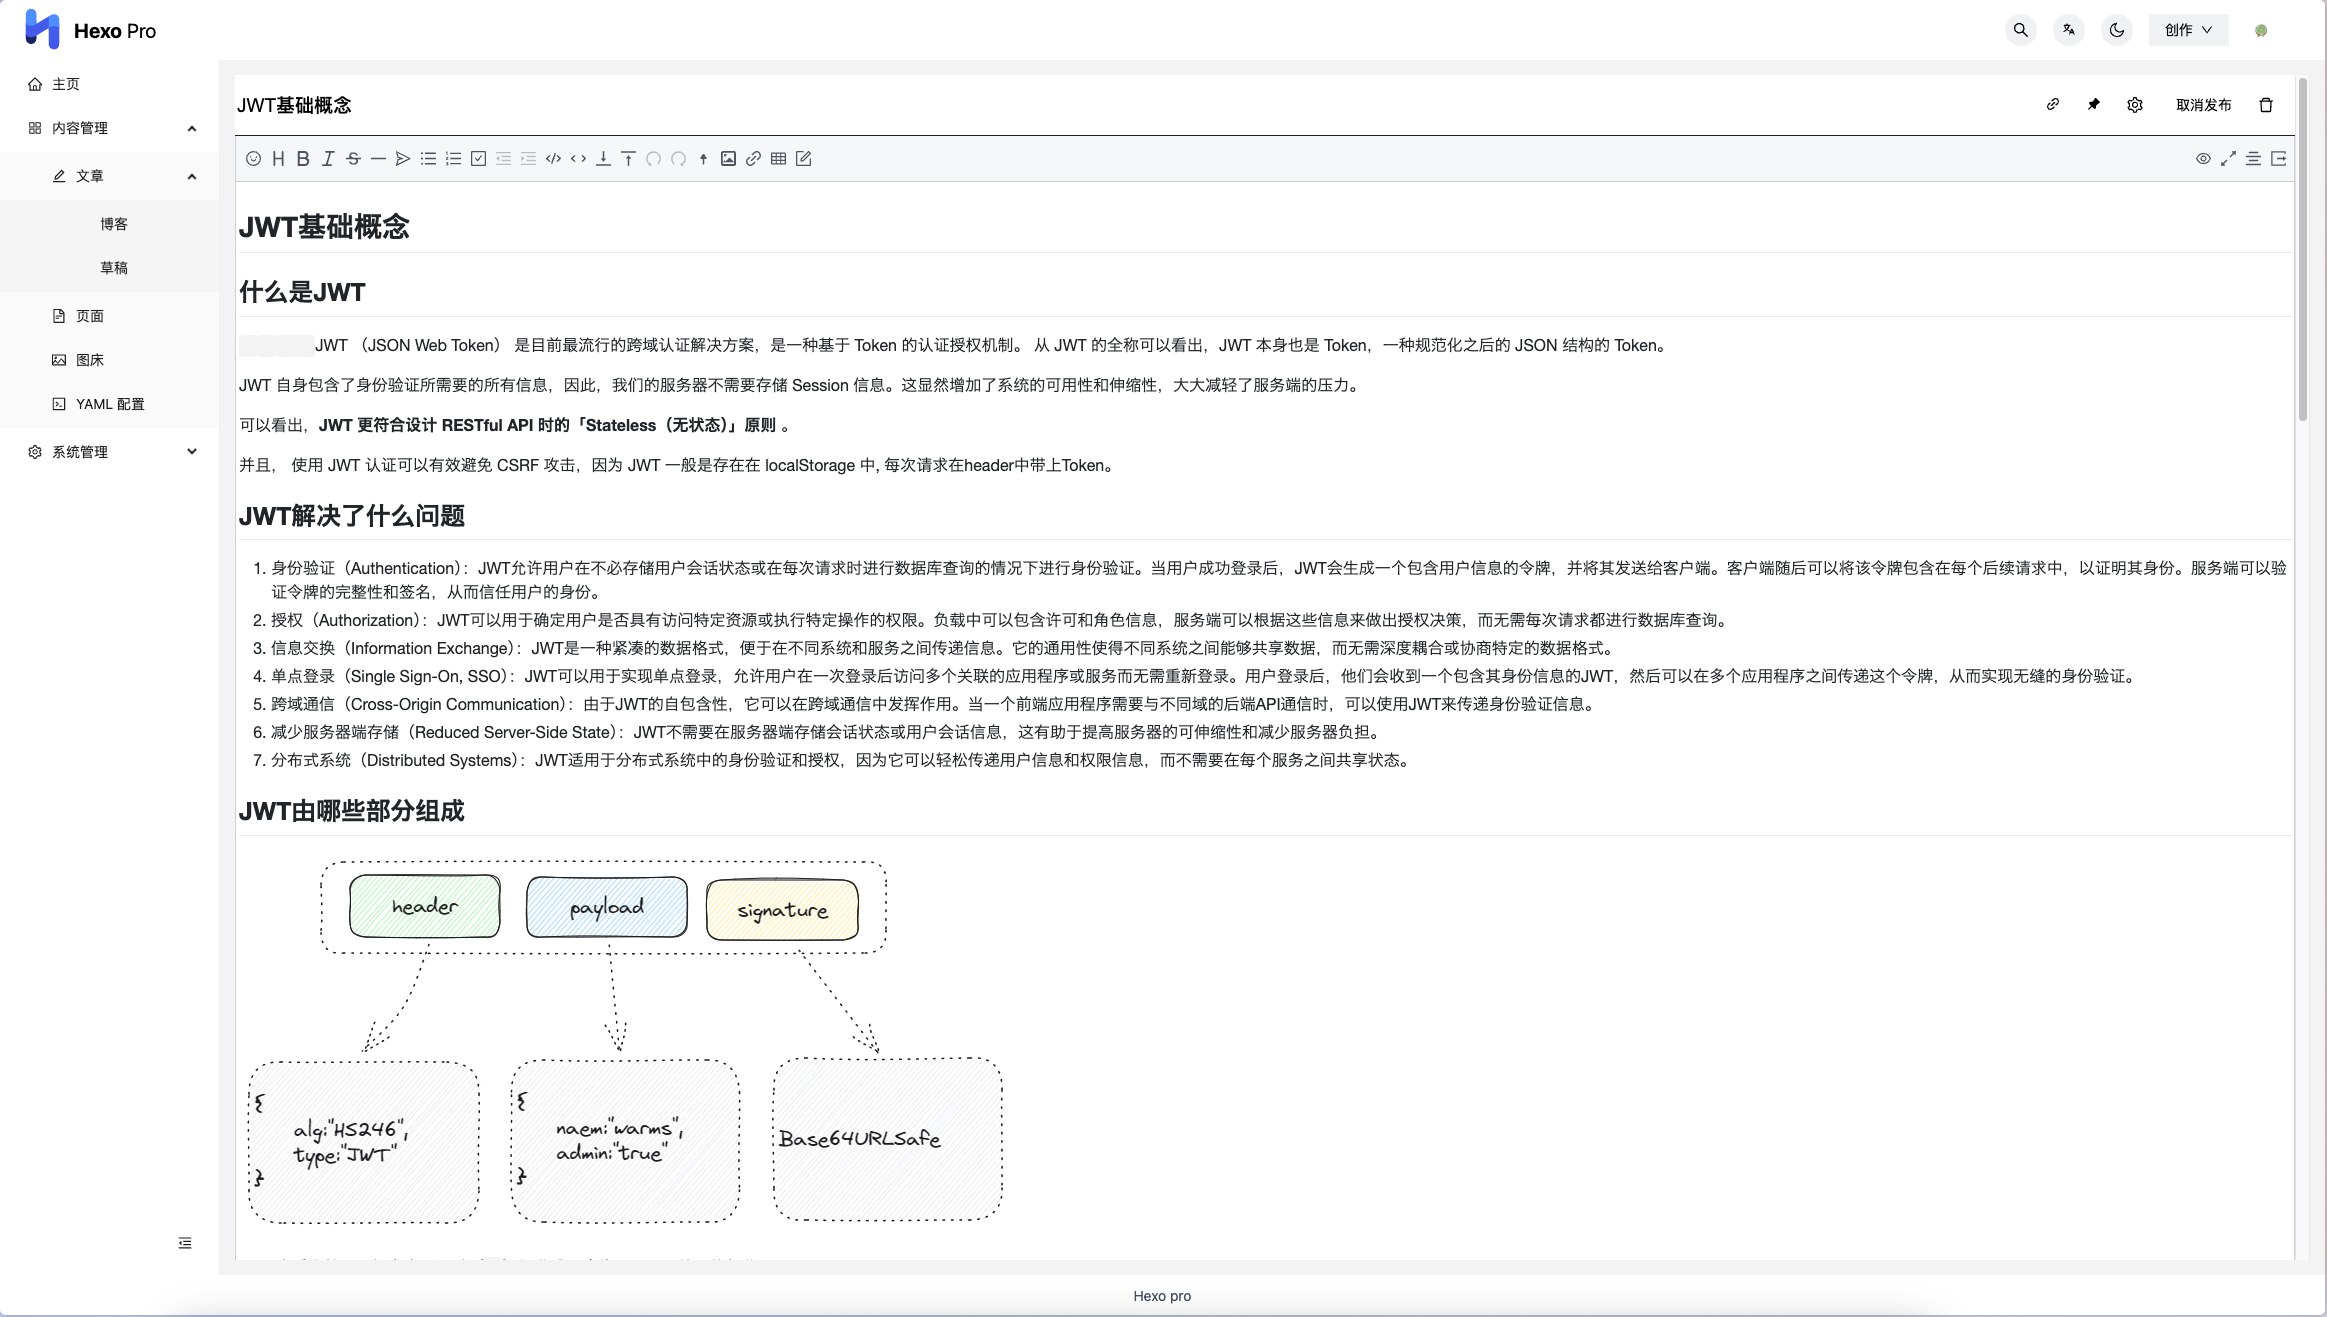 Hexo Pro
创作
主页
内容管理
文章
博客
草稿
页面
图床
YAML 配置
系统管理
JWT基础概念
取消发布
JWT基础概念
什么是JWT
JWT （JSON Web Token） 是目前最流行的跨域认证解决方案，是一种基于 Token 的认证授权机制。 从 JWT 的全称可以看出，JWT 本身也是 Token，一种规范化之后的 JSON 结构的 Token。
JWT 自身包含了身份验证所需要的所有信息，因此，我们的服务器不需要存储 Session 信息。这显然增加了系统的可用性和伸缩性，大大减轻了服务端的压力。
可以看出，JWT 更符合设计 RESTful API 时的「Stateless（无状态）」原则 。
并且， 使用 JWT 认证可以有效避免 CSRF 攻击，因为 JWT 一般是存在在 localStorage 中, 每次请求在header中带上Token。
JWT解决了什么问题
1. 身份验证（Authentication）：JWT允许用户在不必存储用户会话状态或在每次请求时进行数据库查询的情况下进行身份验证。当用户成功登录后，JWT会生成一个包含用户信息的令牌，并将其发送给客户端。客户端随后可以将该令牌包含在每个后续请求中，以证明其身份。服务端可以验
证令牌的完整性和签名，从而信任用户的身份。
2. 授权（Authorization）：JWT可以用于确定用户是否具有访问特定资源或执行特定操作的权限。负载中可以包含许可和角色信息，服务端可以根据这些信息来做出授权决策，而无需每次请求都进行数据库查询。
3. 信息交换（Information Exchange）：JWT是一种紧凑的数据格式，便于在不同系统和服务之间传递信息。它的通用性使得不同系统之间能够共享数据，而无需深度耦合或协商特定的数据格式。
4. 单点登录（Single Sign-On, SSO）：JWT可以用于实现单点登录，允许用户在一次登录后访问多个关联的应用程序或服务而无需重新登录。用户登录后，他们会收到一个包含其身份信息的JWT，然后可以在多个应用程序之间传递这个令牌，从而实现无缝的身份验证。
5. 跨域通信（Cross-Origin Communication）：由于JWT的自包含性，它可以在跨域通信中发挥作用。当一个前端应用程序需要与不同域的后端API通信时，可以使用JWT来传递身份验证信息。
6. 减少服务器端存储（Reduced Server-Side State）：JWT不需要在服务器端存储会话状态或用户会话信息，这有助于提高服务器的可伸缩性和减少服务器负担。
7. 分布式系统（Distributed Systems）：JWT适用于分布式系统中的身份验证和授权，因为它可以轻松传递用户信息和权限信息，而不需要在每个服务之间共享状态。
JWT由哪些部分组成
header
payload
signature
{
alg:"HS246",
type:"JWT"
}
{
naem:"warms",
admin:"true"
}
Base64URLSafe
Hexo pro